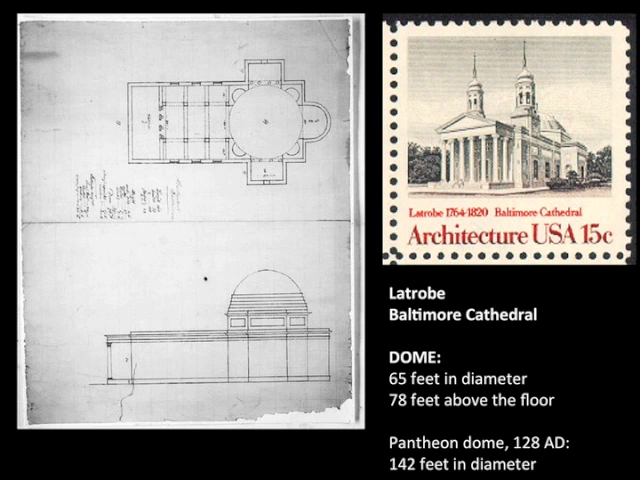 Latrobe 1764-1820 Baltimore Cathedral
Architecture USA 15c
Latrobe
Baltimore Cathedral
DOME:
65 feet in diameter
78 feet above the floor
Pantheon dome, 128 AD:
142 feet in diameter